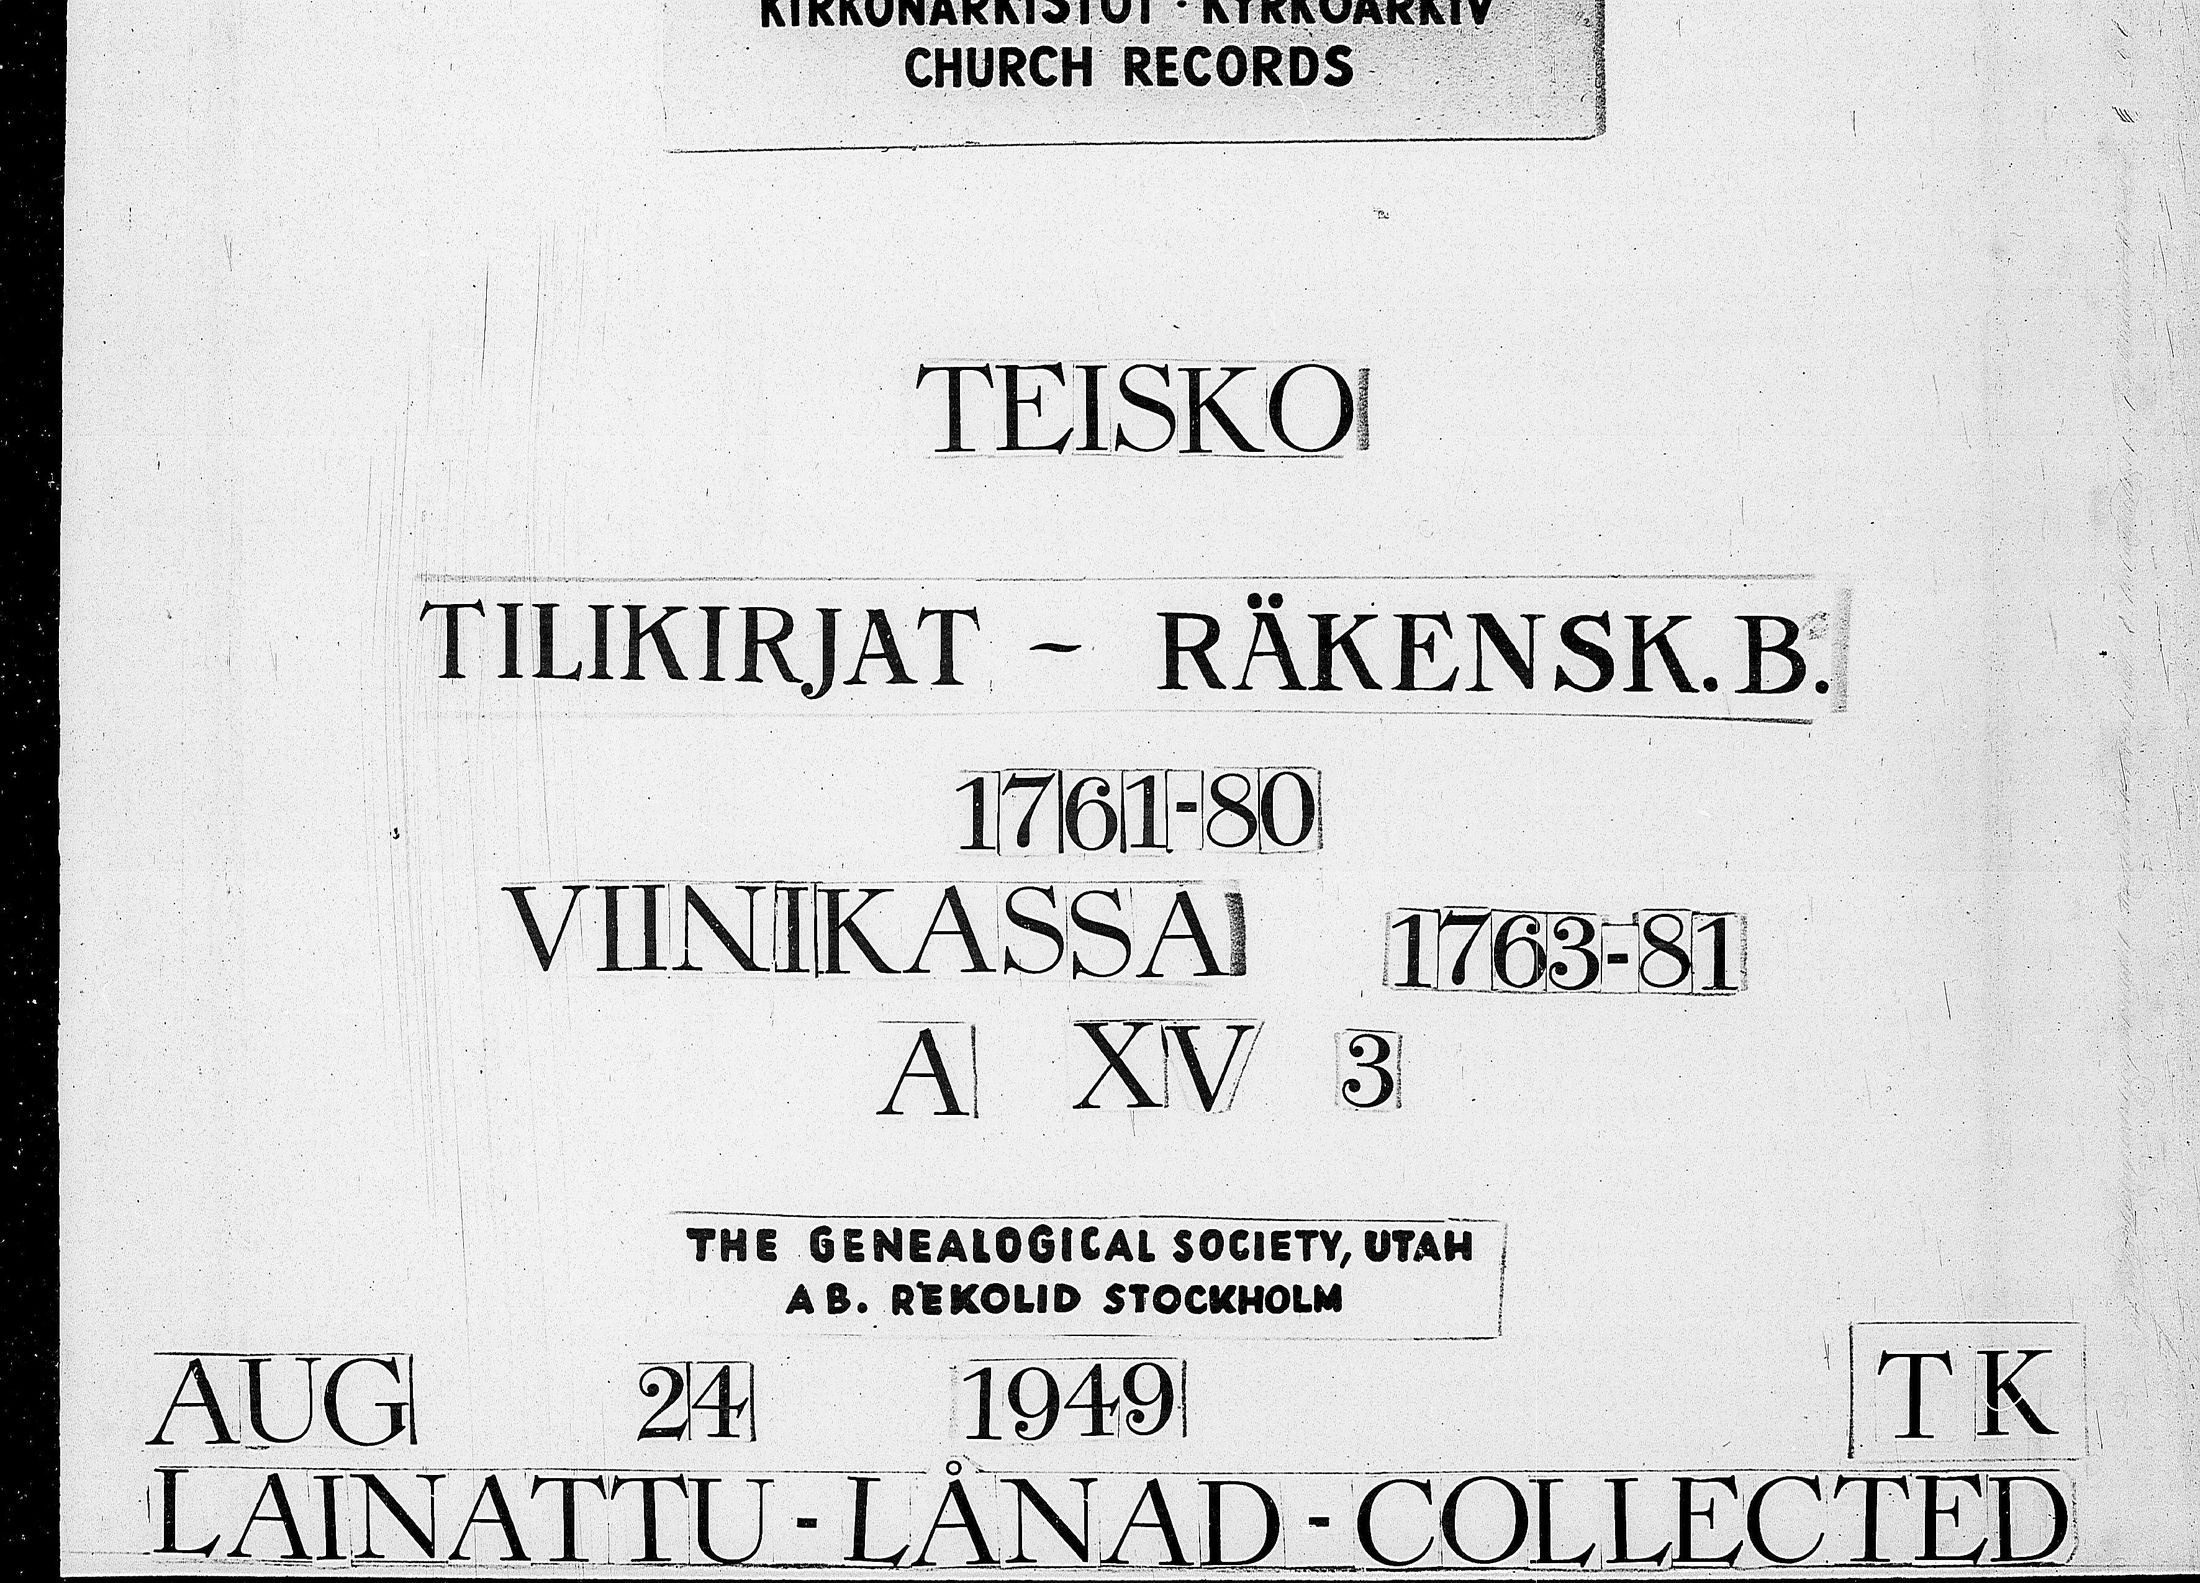 KIRKONARKISTOT · KYRKOARKIV
CHURCH RECORDS
TEISKO
TILIKIRJAT - RÄKENSK. B.
1761-80
VIINIKASSA 1763-81
A XV 3
THE GENEALOGICAL SOCIETY, UTAH
AB. REKOLID STOCKHOLM
AUG 24 1949 TK
LAINATTU - LÅNAD - COLLECTED